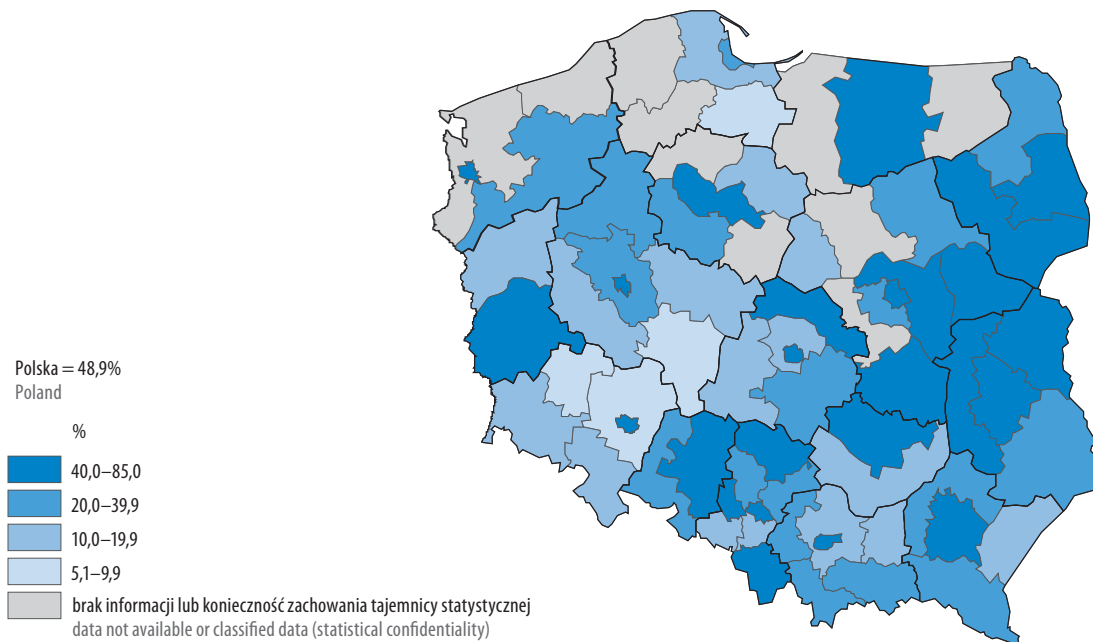 Polska = 48,9%
Poland
%
40,0–85,0
20,0–39,9
10,0–19,9
5,1–9,9
brak informacji lub konieczność zachowania tajemnicy statystycznej
data not available or classified data (statistical confidentiality)